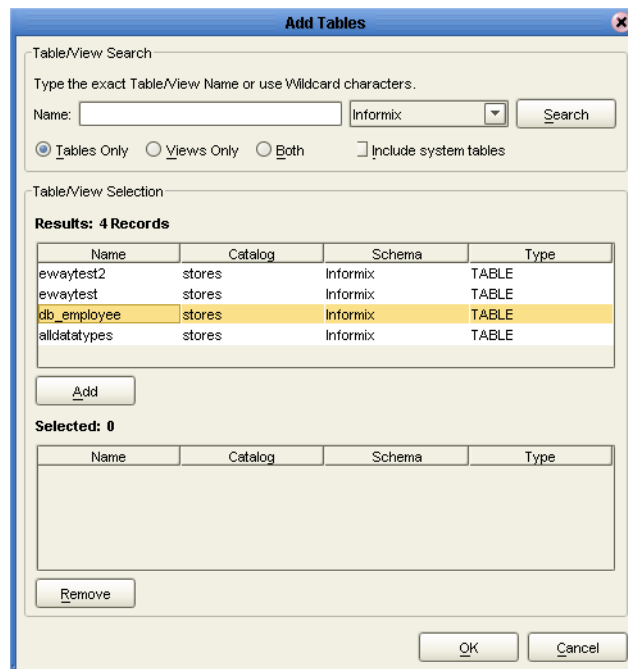 Add Tables
Table/View Search
Type the exact Table/View Name or use Wildcard characters.
Name: Informix Search
Tables Only Views Only Both Include system tables
Table/View Selection
Results: 4 Records
Name Catalog Schema Type
ewaytest2 stores Informix TABLE
ewaytest stores Informix TABLE
db_employee stores Informix TABLE
alldatatypes stores Informix TABLE
Add
Selected: 0
Name Catalog Schema Type
Remove
OK Cancel